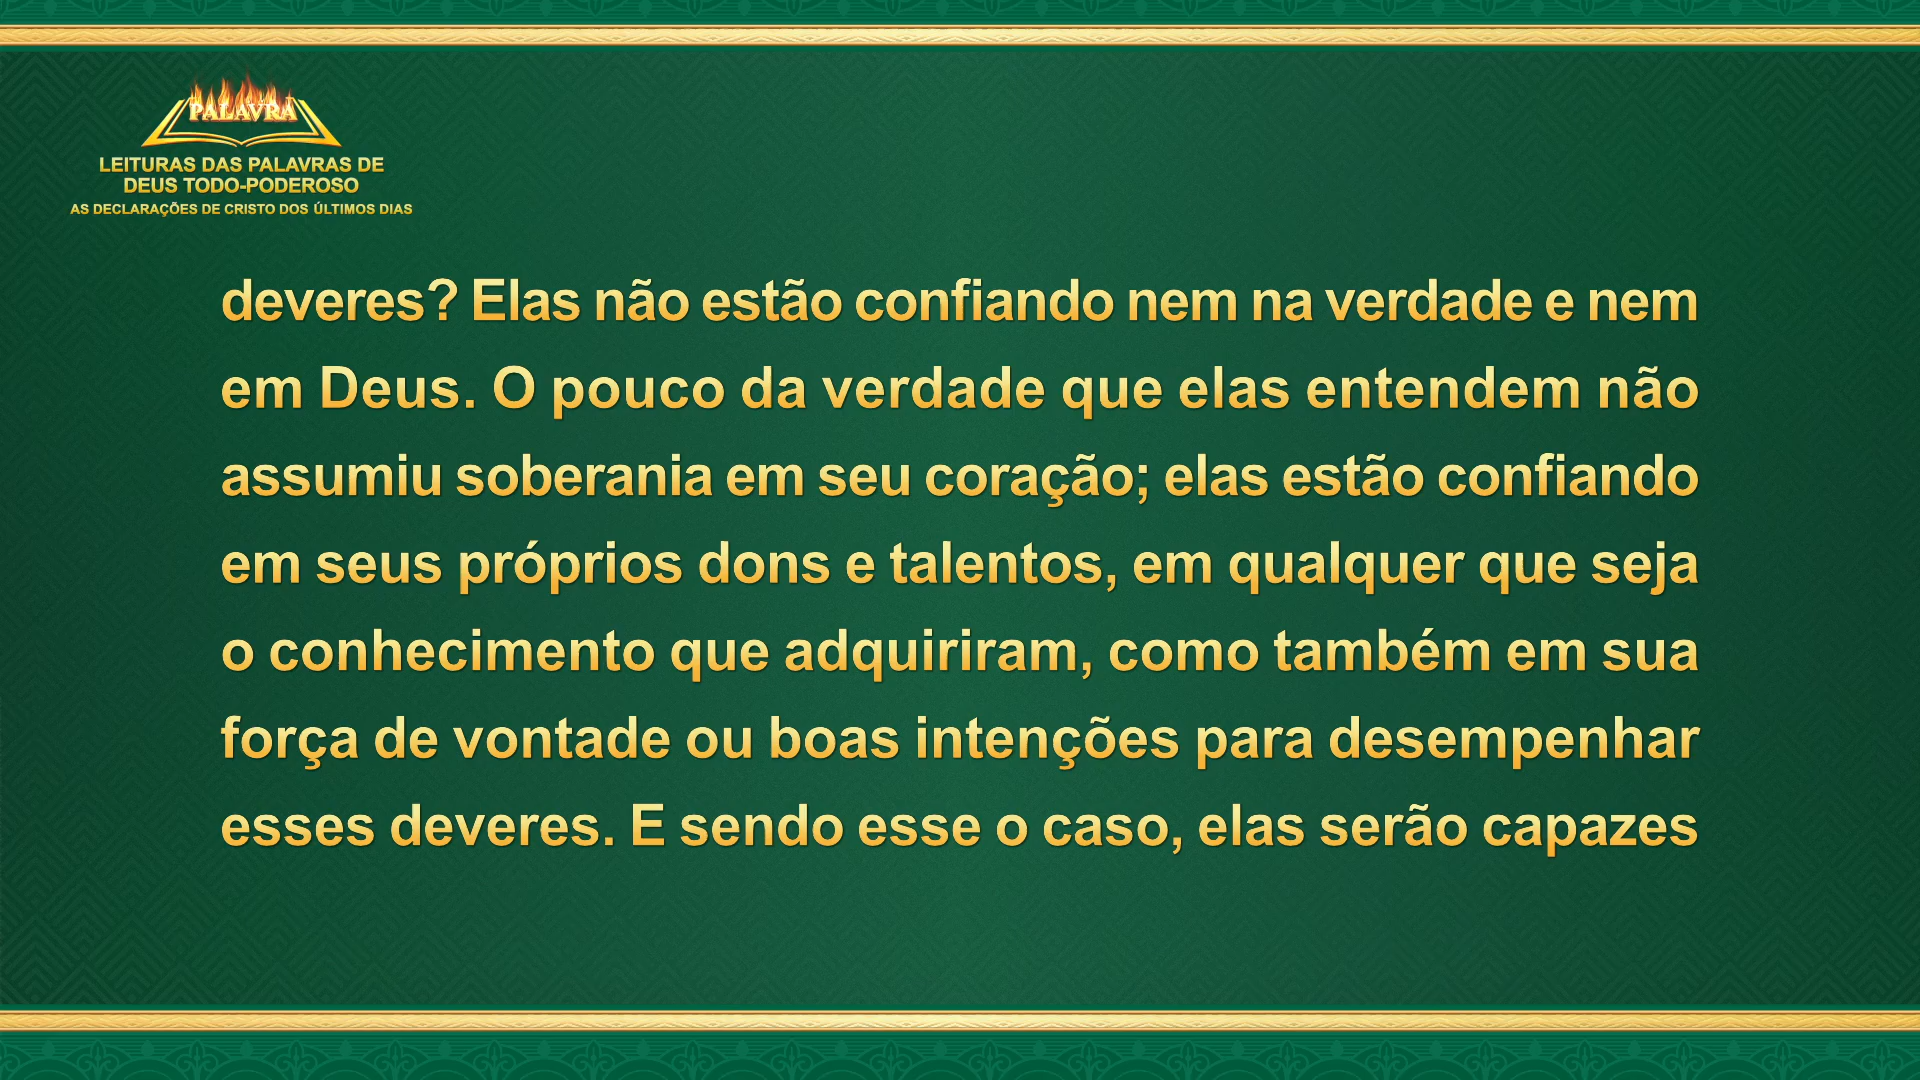 PALAVRA
LEITURAS DAS PALAVRAS DE
DEUS TODO-PODEROSO
AS DECLARAÇÕES DE CRISTO DOS ÚLTIMOS DIAS
deveres? Elas não estão confiando nem na verdade e nem
em Deus. O pouco da verdade que elas entendem não
assumiu soberania em seu coração; elas estão confiando
em seus próprios dons e talentos, em qualquer que seja
o conhecimento que adquiriram, como também em sua
força de vontade ou boas intenções para desempenhar
esses deveres. E sendo esse o caso, elas serão capazes